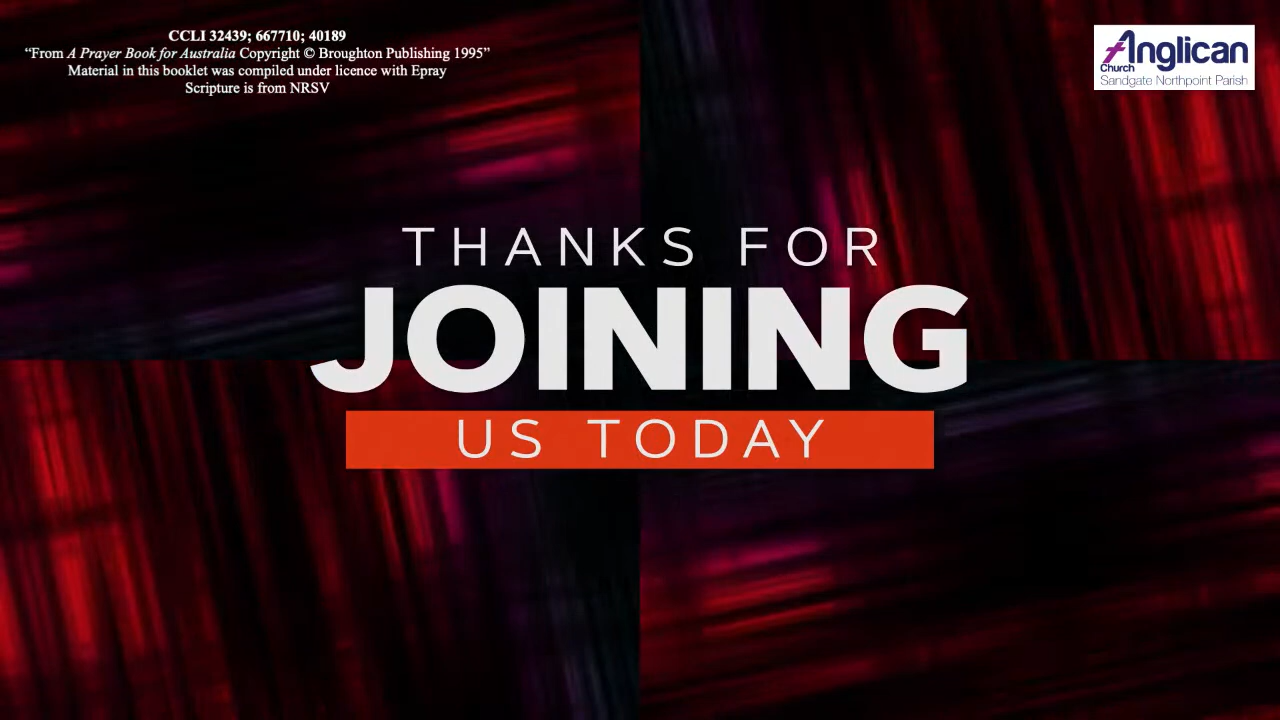 CCLI 32439; 667710; 40189
“From A Prayer Book for Australia Copyright © Broughton Publishing 1995”
Material in this booklet was compiled under licence with Epray
Scripture is from NRSV
Anglican
Church
Sandgate Northpoint Parish
THANKS FOR
JOINING
US TODAY